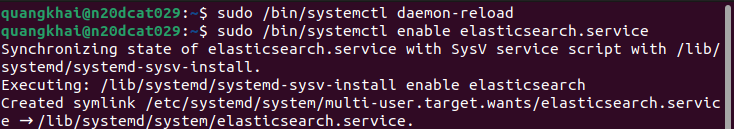 quangkhai@n20dcat029:~$ sudo /bin/systemctl daemon-reload
quangkhai@n20dcat029:~$ sudo /bin/systemctl enable elasticsearch.service
Synchronizing state of elasticsearch.service with SysV service script with /lib/
systemd/systemd-sysv-install.
Executing: /lib/systemd/systemd-sysv-install enable elasticsearch
Created symlink /etc/systemd/system/multi-user.target.wants/elasticsearch.servic
e → /lib/systemd/system/elasticsearch.service.